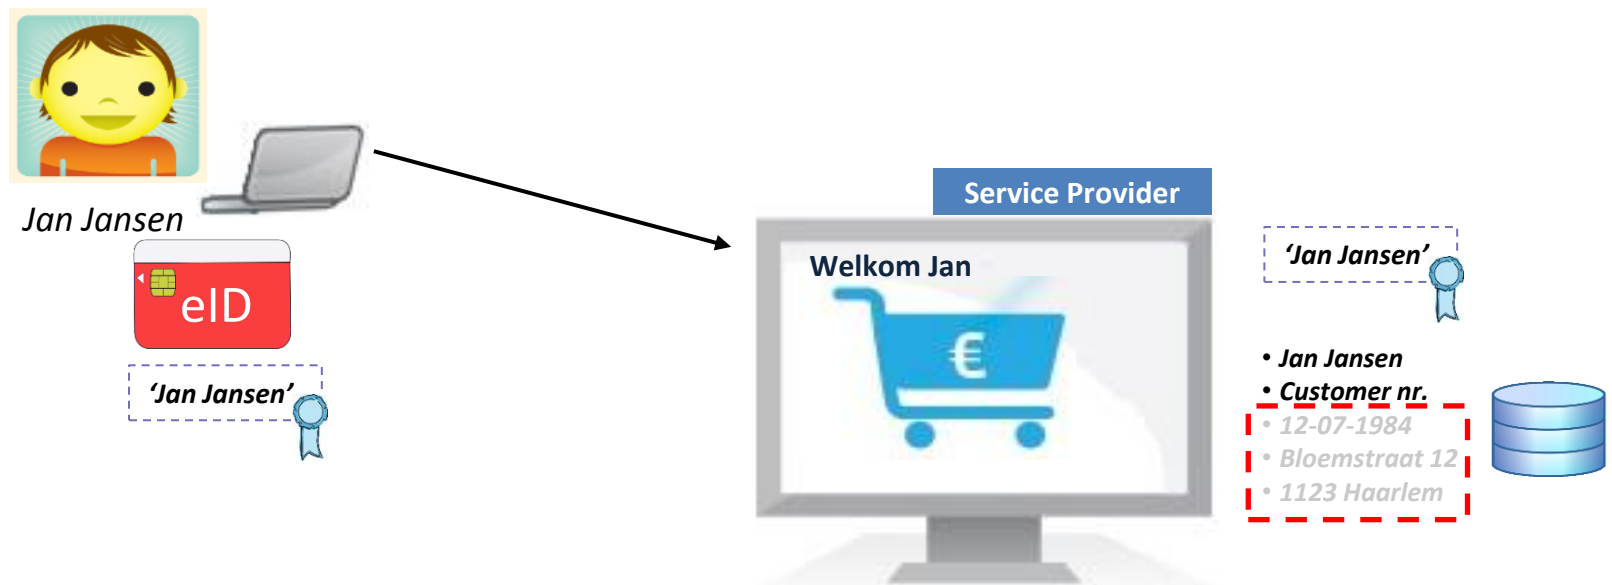 Jan Jansen
eID
‘Jan Jansen’
Service Provider
Welkom Jan
€
‘Jan Jansen’
• Jan Jansen
• Customer nr.
• 12-07-1984
• Bloemstraat 12
• 1123 Haarlem